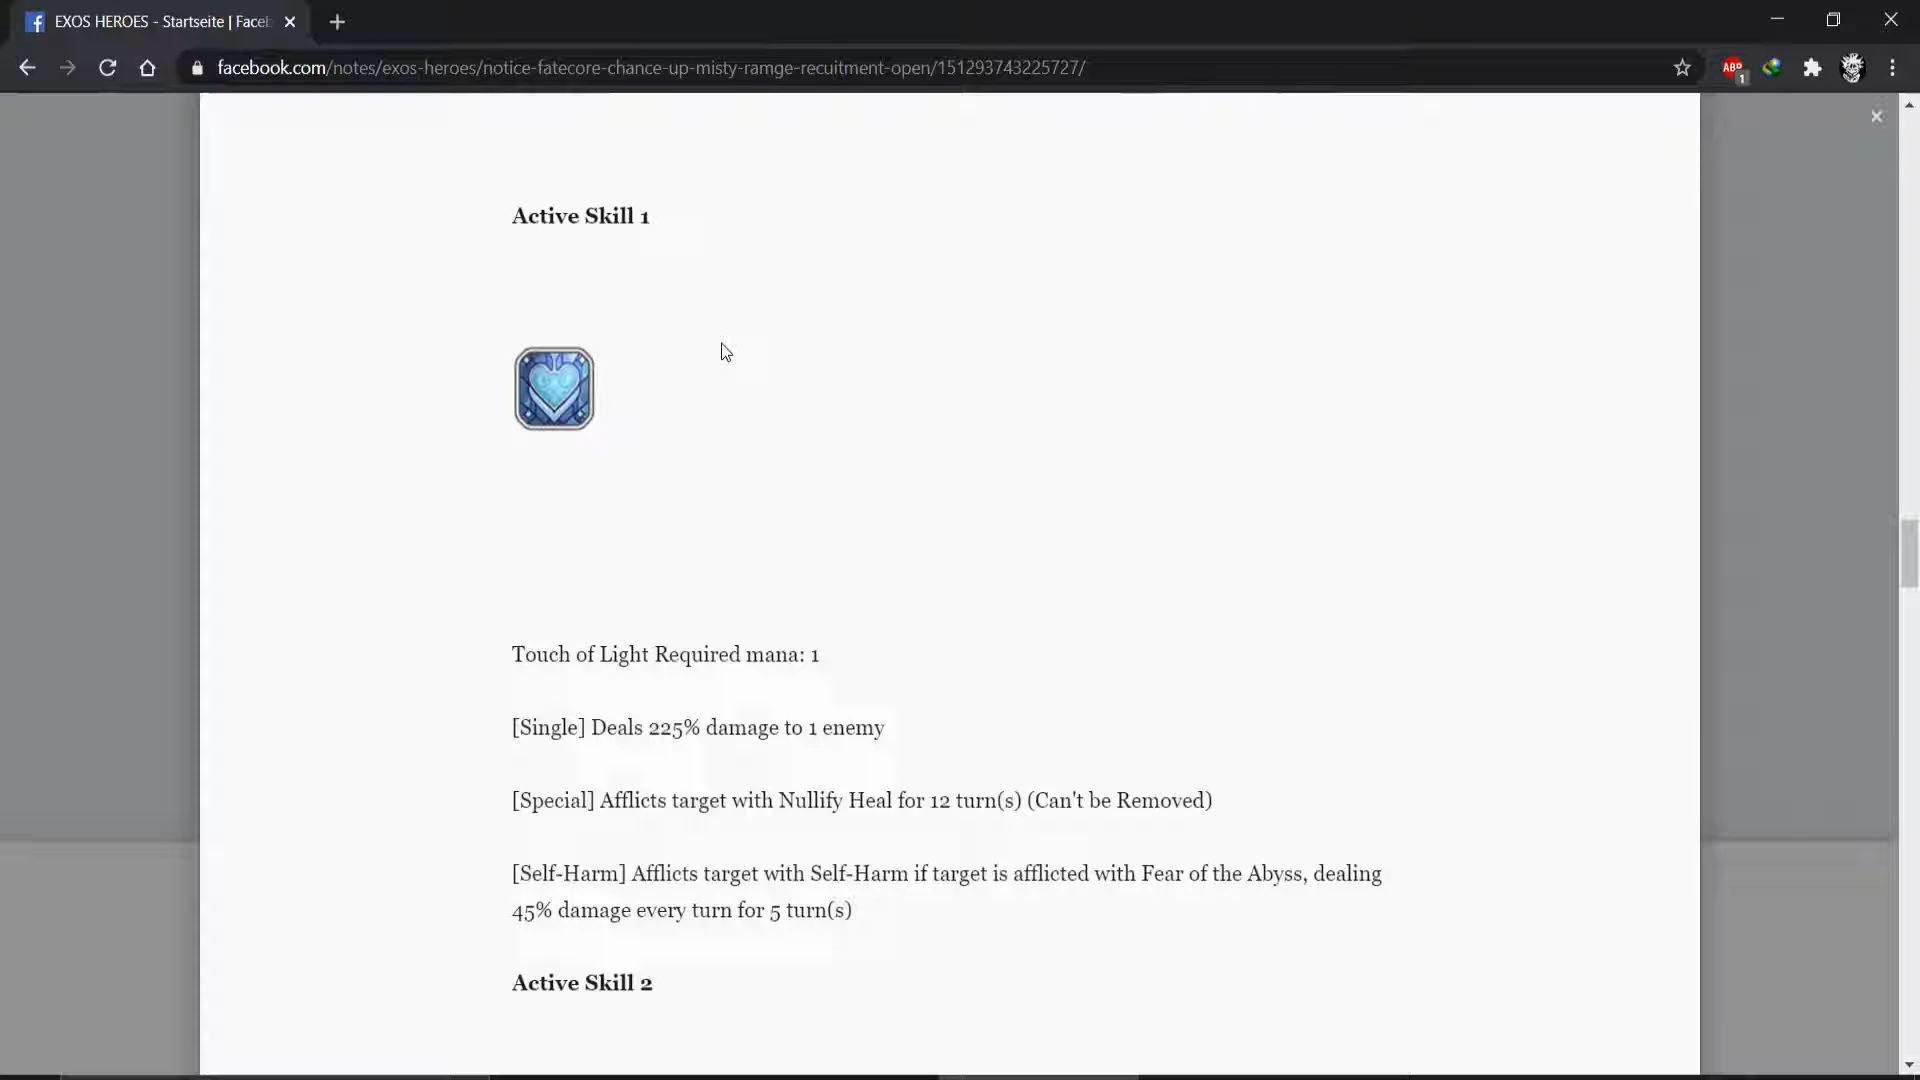 EXOS HEROES - Startseite | Faceb
facebook.com/notes/exos-heroes/notice-fatecore-chance-up-misty-ramge-recuitment-open/151293743225727/
ABP
1
Active Skill 1
Touch of Light Required mana: 1
[Single] Deals 225% damage to 1 enemy
[Special] Afflicts target with Nullify Heal for 12 turn(s) (Can't be Removed)
[Self-Harm] Afflicts target with Self-Harm if target is afflicted with Fear of the Abyss, dealing
45% damage every turn for 5 turn(s)
Active Skill 2